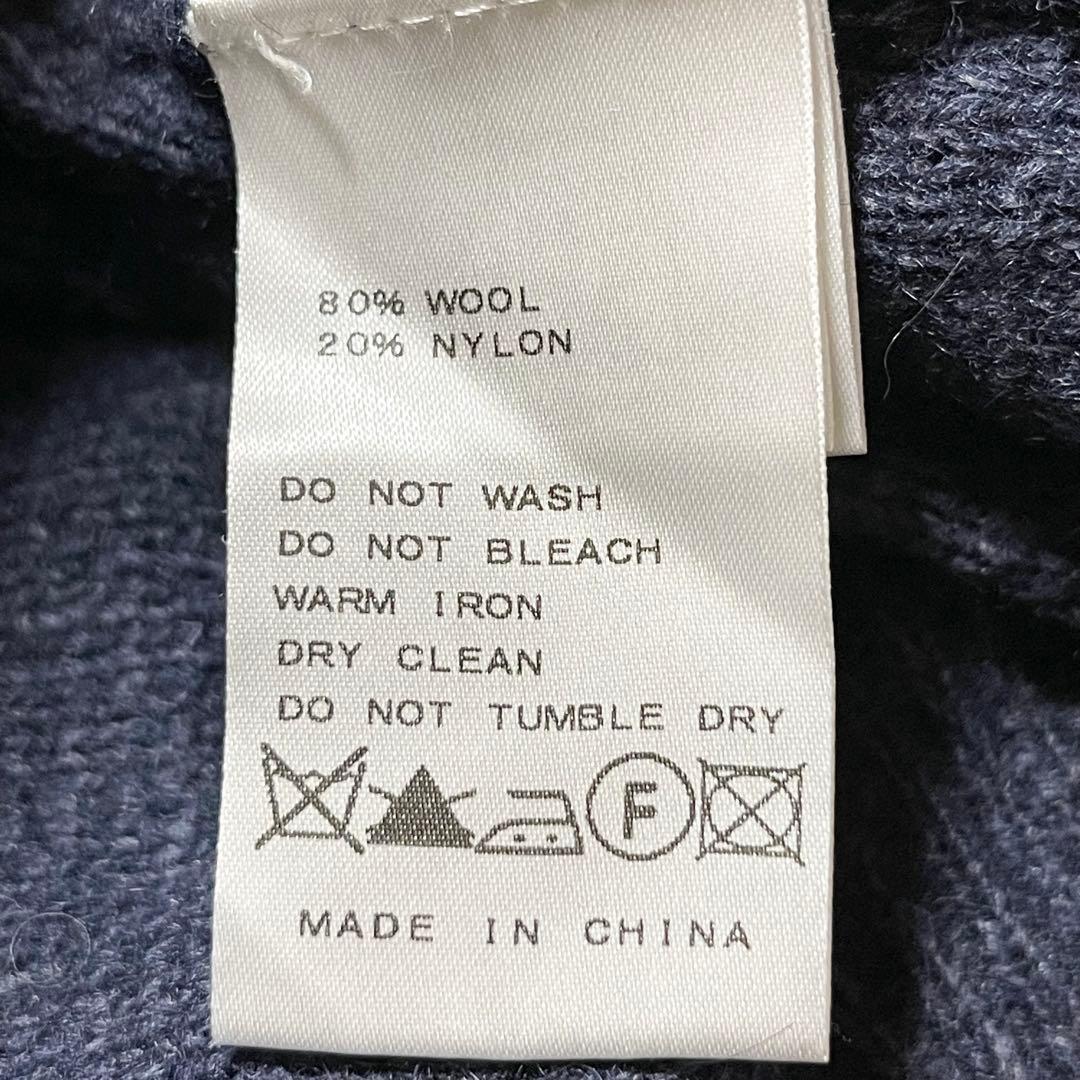 80% WOOL
20% NYLON
DO NOT WASH
DO NOT BLEACH
WARM IRON
DRY CLEAN
DO NOT TUMBLE DRY
F
MADE IN CHINA